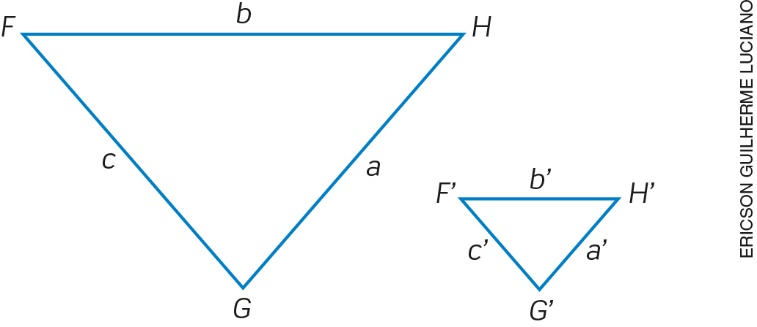 F
b
H
c
a
G
F’
b’
H’
c’
a’
G’
ERICSON GUILHERME LUCIANO